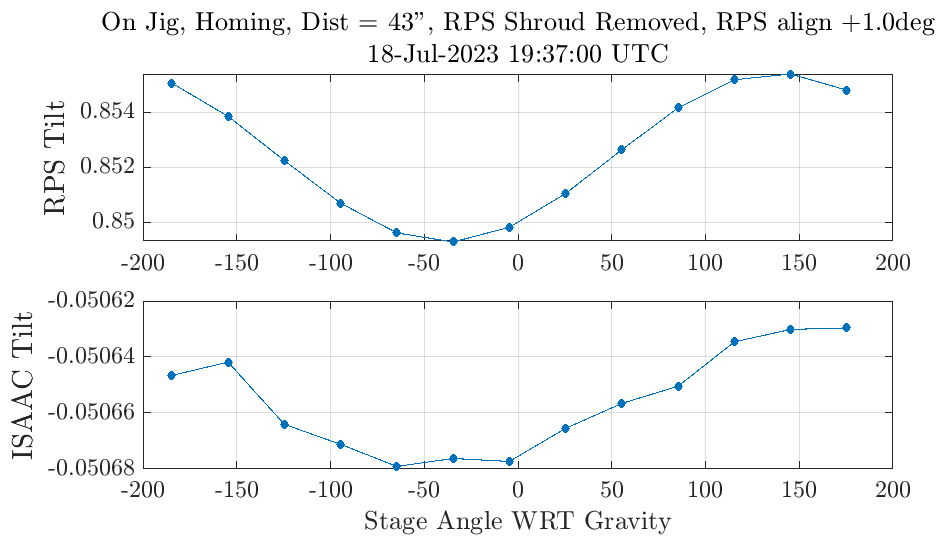 On Jig, Homing, Dist = 43", RPS Shroud Removed, RPS align +1.0deg
18-Jul-2023 19:37:00 UTC
RPS Tilt
0.854
0.852
0.85
-200 -150 -100 -50 0 50 100 150 200
ISAAC Tilt
-0.05062
-0.05064
-0.05066
-0.05068
-200 -150 -100 -50 0 50 100 150 200
Stage Angle WRT Gravity